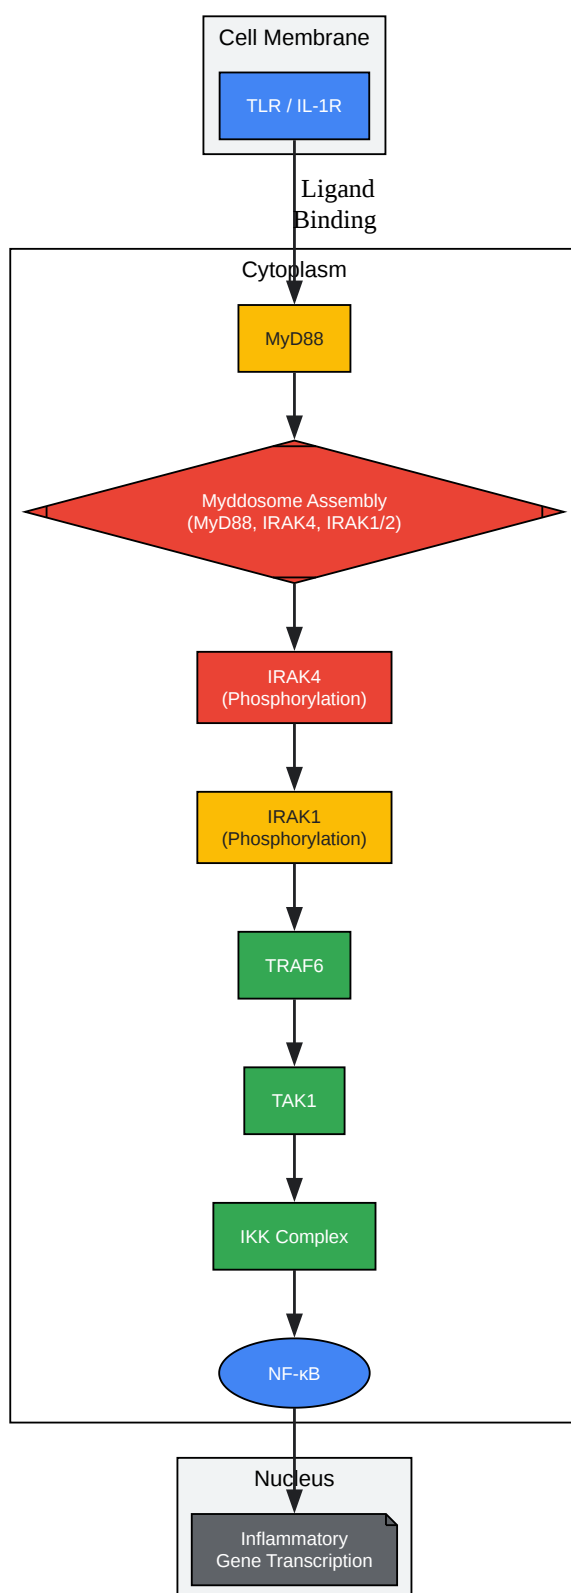 Cell Membrane
TLR / IL-1R
Ligand
Binding
Cytoplasm
MyD88
Myddosome Assembly
(MyD88, IRAK4, IRAK1/2)
IRAK4
(Phosphorylation)
IRAK1
(Phosphorylation)
TRAF6
TAK1
IKK Complex
NF-κB
Nucleus
Inflammatory
Gene Transcription